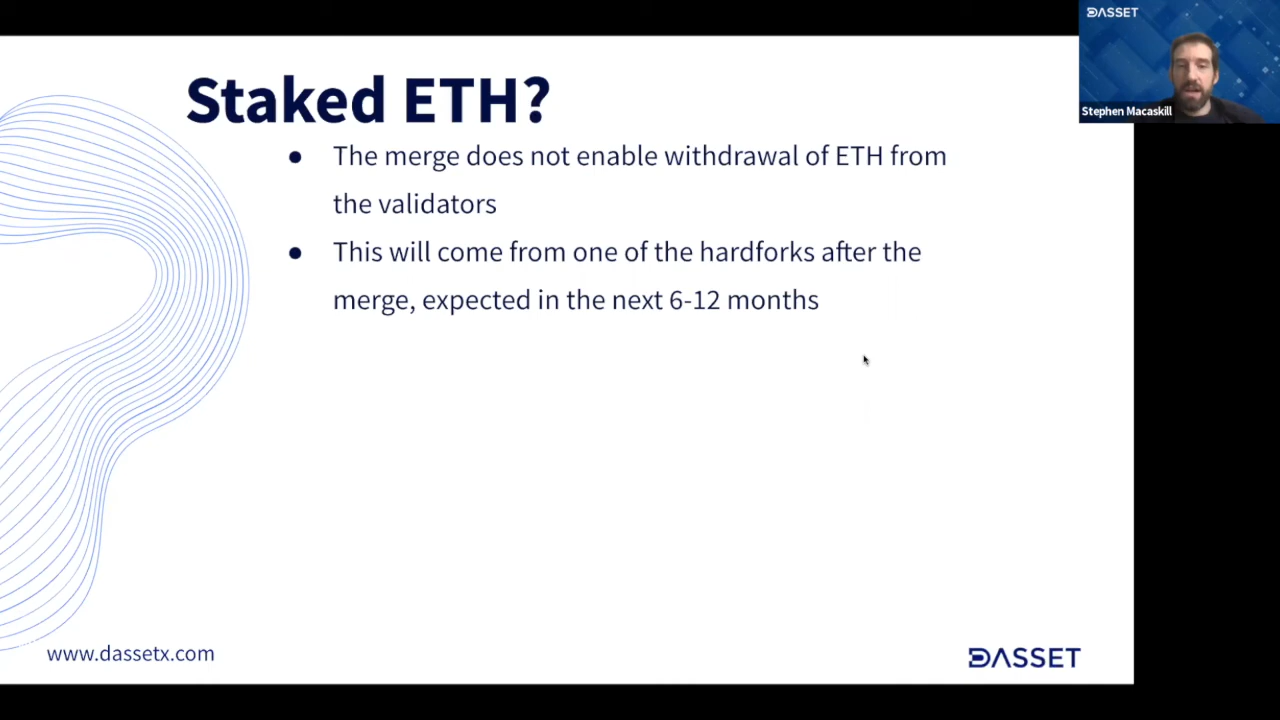 DASSET
Stephen Macaskill
Staked ETH?
● The merge does not enable withdrawal of ETH from
the validators
● This will come from one of the hardforks after the
merge, expected in the next 6-12 months
www.dassetx.com
DASSET